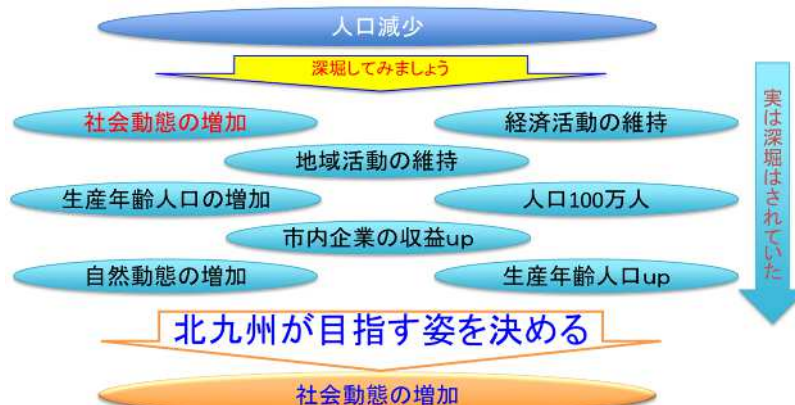 人口減少
深堀してみましょう
社会動態の増加
経済活動の維持
地域活動の維持
生産年齢人口の増加
人口100万人
市内企業の収益up
自然動態の増加
生産年齢人口up
実は深堀はされていた
北九州が目指す姿を決める
社会動態の増加